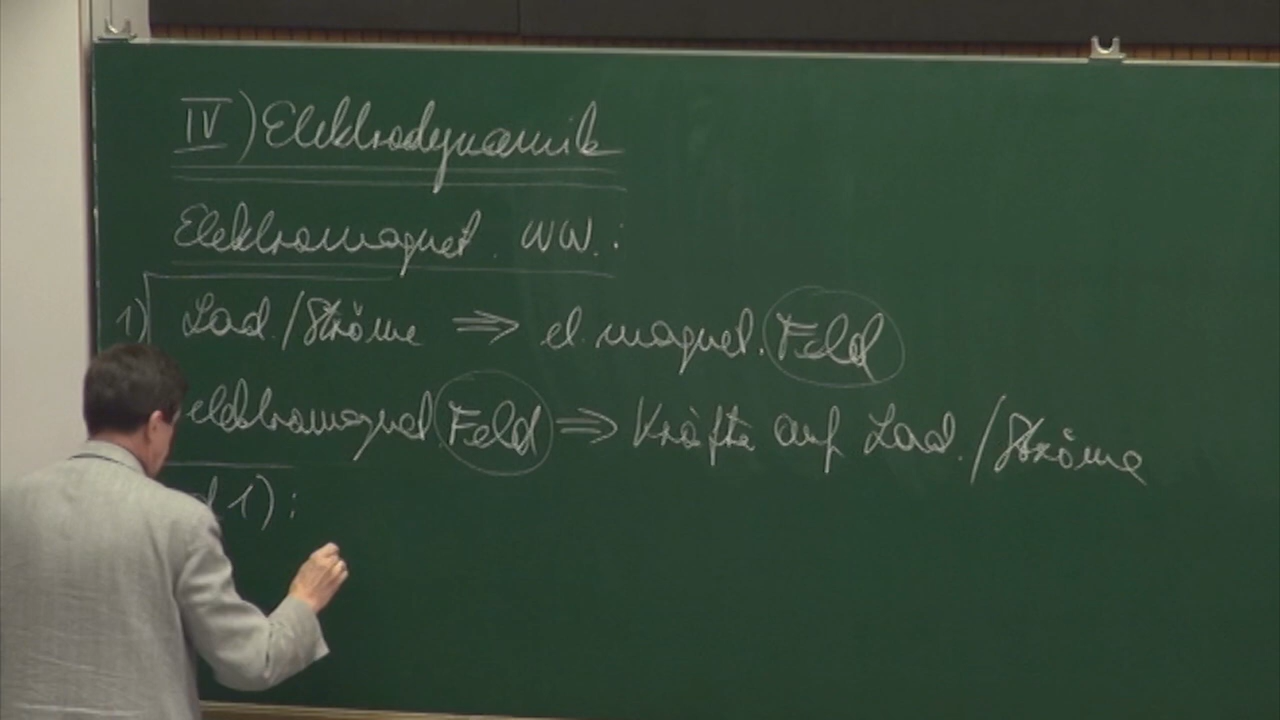 IV) Elektrodynamik
Elektromagnet. WW.:
1) Lad./Ströme ⇒ el. magnet. Feld
elektromagnet. Feld ⇒ Kräfte auf Lad./Ströme
1):